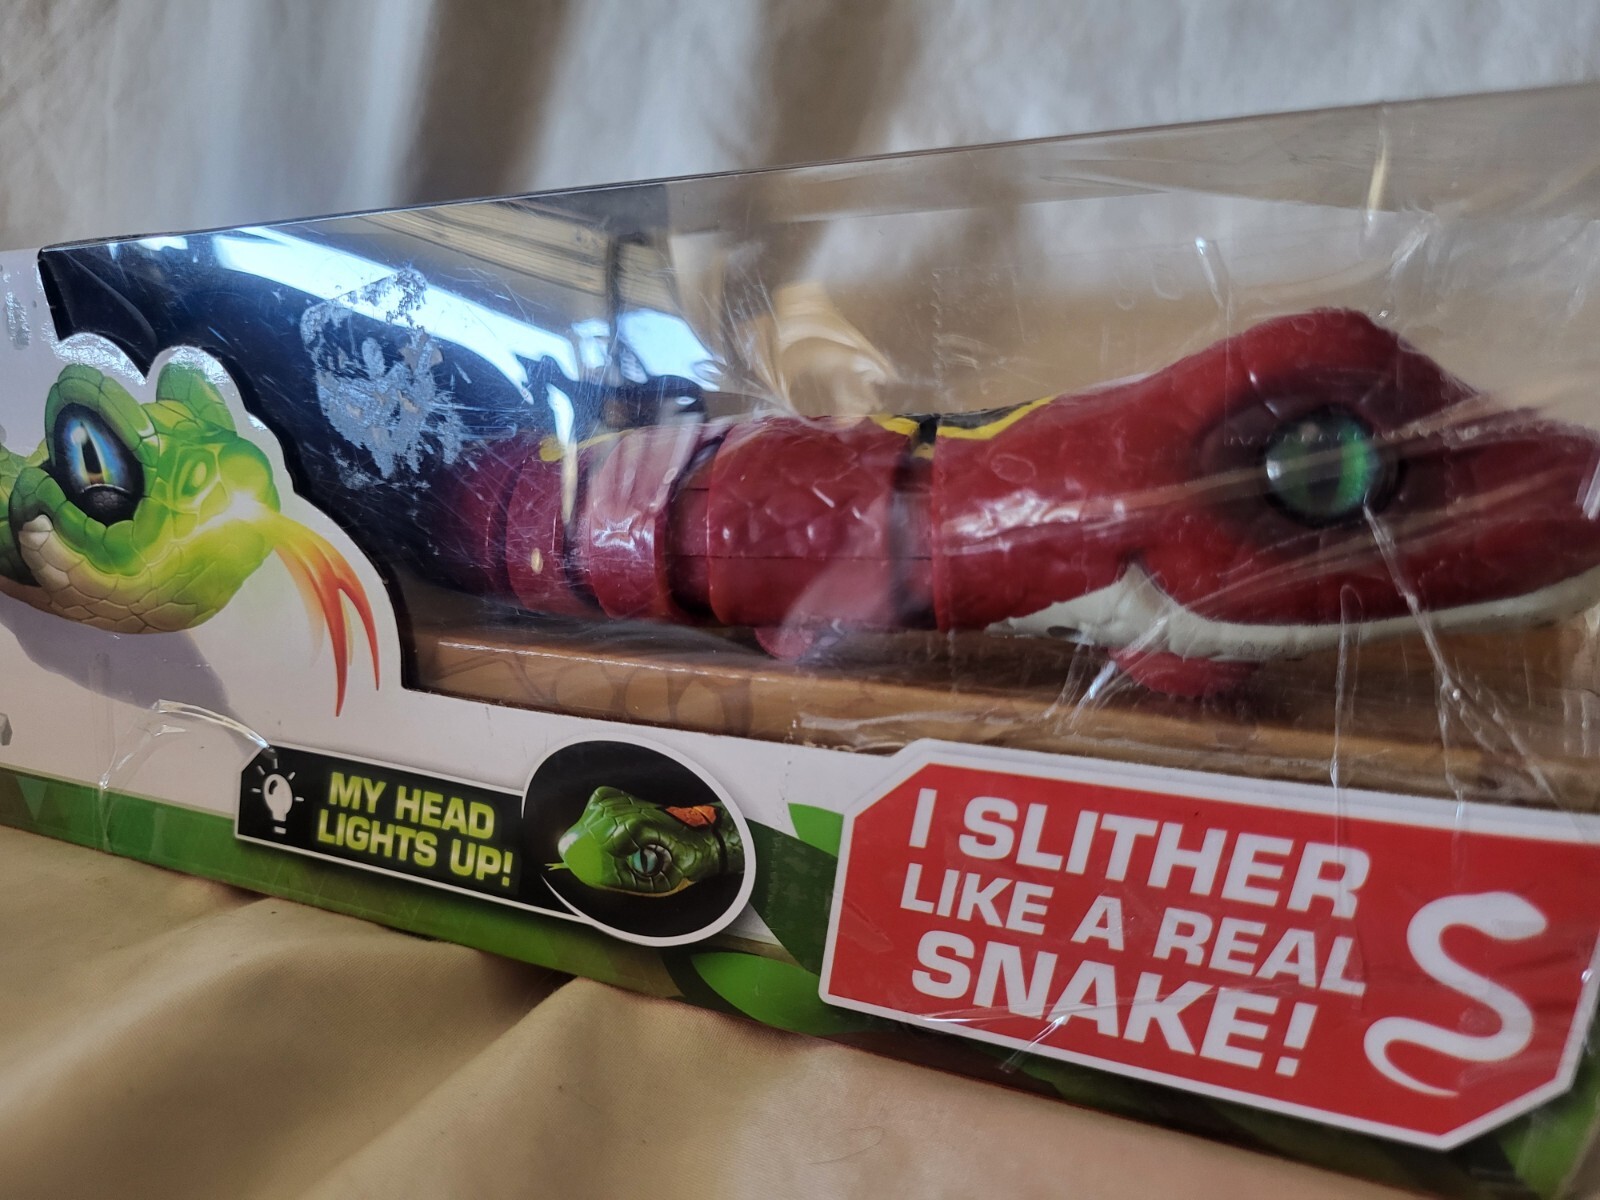 MY HEAD
LIGHTS UP!
I SLITHER
LIKE A REAL
SNAKE!